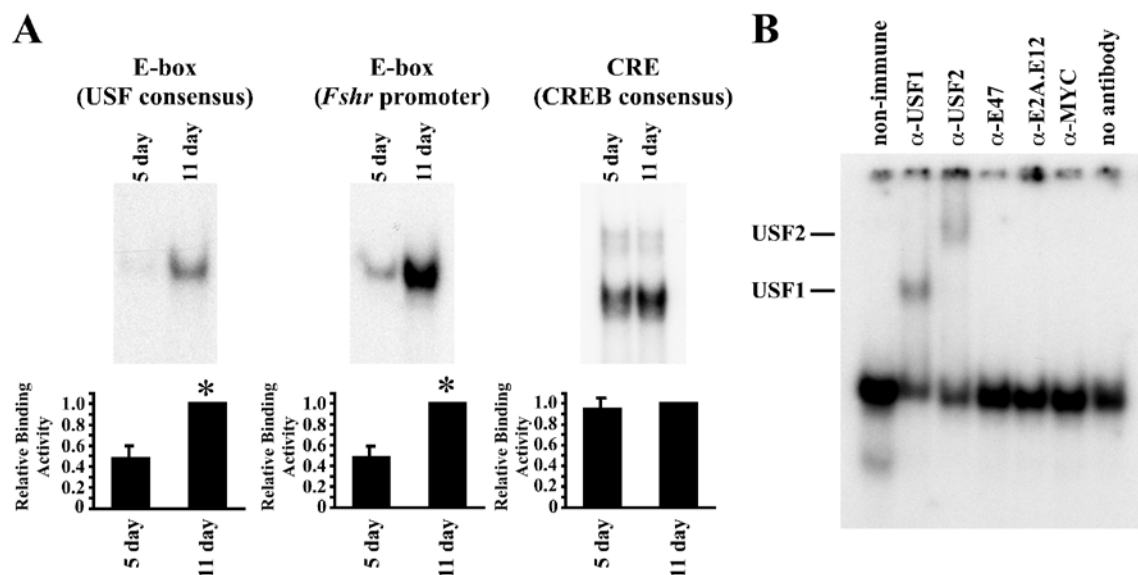 A
E-box
(USF consensus)
5 day
11 day
Relative Binding
Activity
1.0
0.8
0.6
0.4
0.2
0
*
5 day
11 day
E-box
(Fshr promoter)
5 day
11 day
Relative Binding
Activity
1.0
0.8
0.6
0.4
0.2
0
*
5 day
11 day
CRE
(CREB consensus)
5 day
11 day
Relative Binding
Activity
1.0
0.8
0.6
0.4
0.2
0
5 day
11 day
B
non-immune
α-USF1
α-USF2
α-E47
α-E2A.E12
α-MYC
no antibody
USF2
USF1